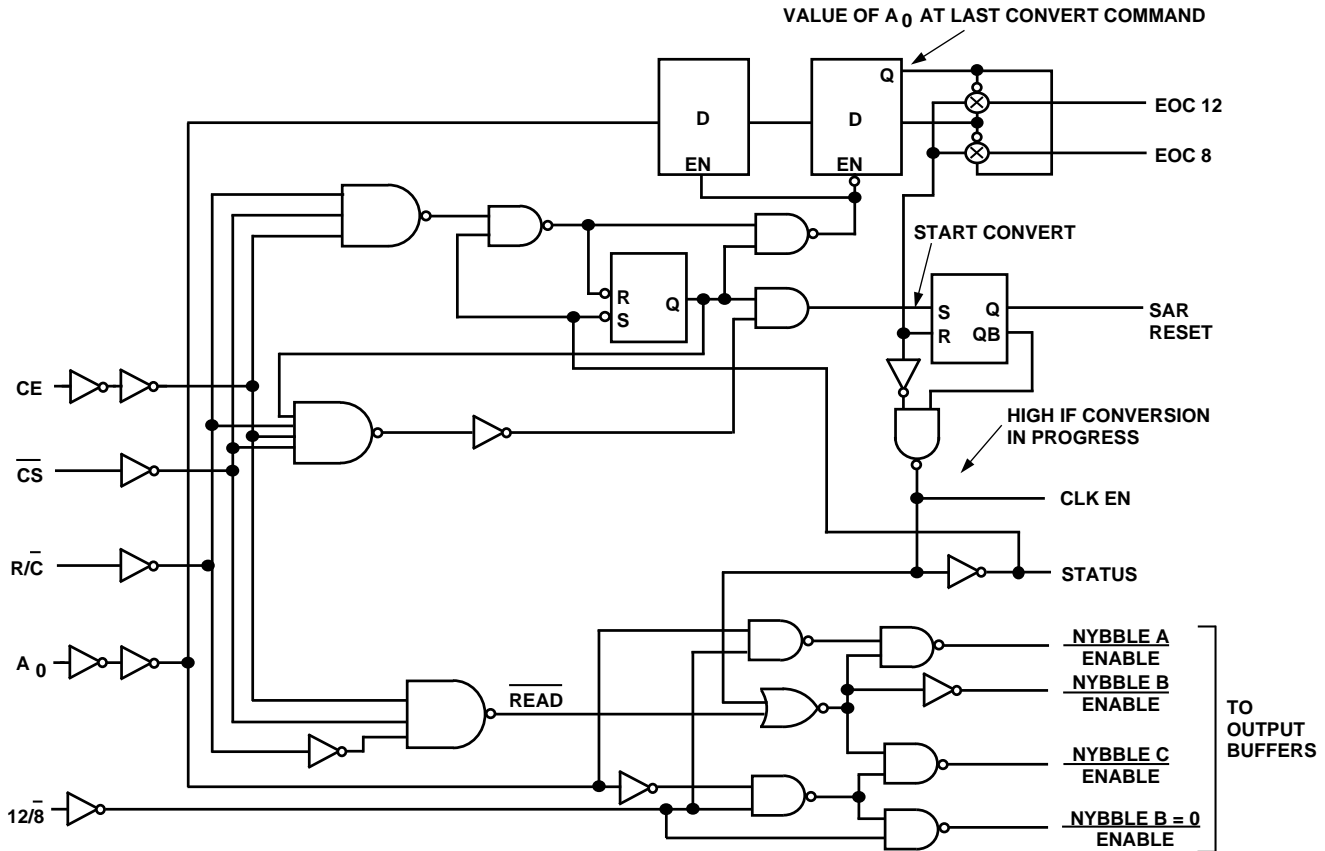 VALUE OF A0 AT LAST CONVERT COMMAND
Q
D
D
EN
EN
EOC 12
EOC 8
START CONVERT
R
S
Q
S
R
Q
QB
SAR
RESET
CE
HIGH IF CONVERSION
IN PROGRESS
C̅S̅
CLK EN
R/C̅
STATUS
A0
READ
NYBBLE A
ENABLE
NYBBLE B
ENABLE
NYBBLE C
ENABLE
NYBBLE B = 0
ENABLE
TO
OUTPUT
BUFFERS
12/8̅